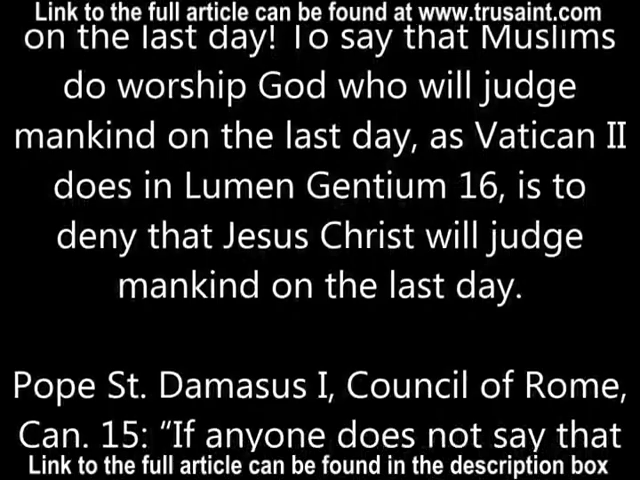 Link to the full article can be found at www.trusaint.com
on the last day! To say that Muslims
do worship God who will judge
mankind on the last day, as Vatican II
does in Lumen Gentium 16, is to
deny that Jesus Christ will judge
mankind on the last day.
Pope St. Damasus I, Council of Rome,
Can. 15: “If anyone does not say that
Link to the full article can be found in the description box